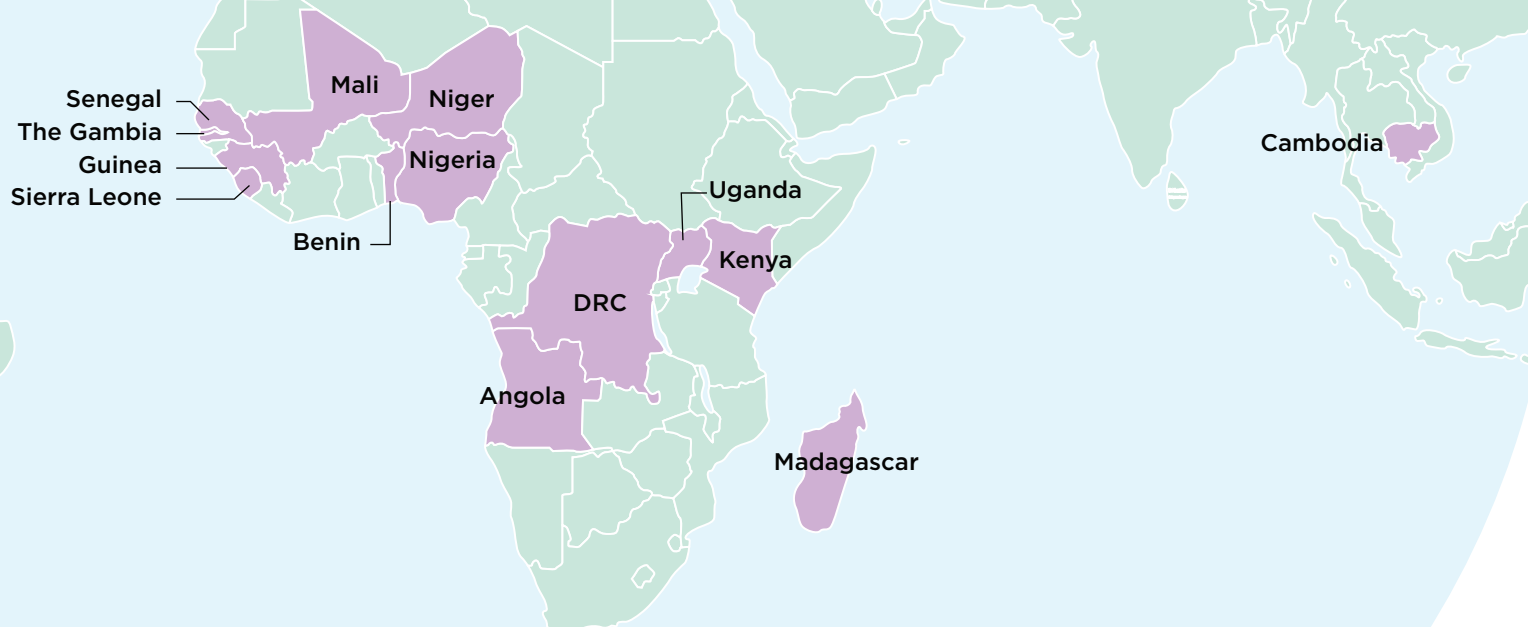 Mali
Niger
Senegal
The Gambia
Guinea
Sierra Leone
Nigeria
Benin
Uganda
Kenya
DRC
Angola
Madagascar
Cambodia